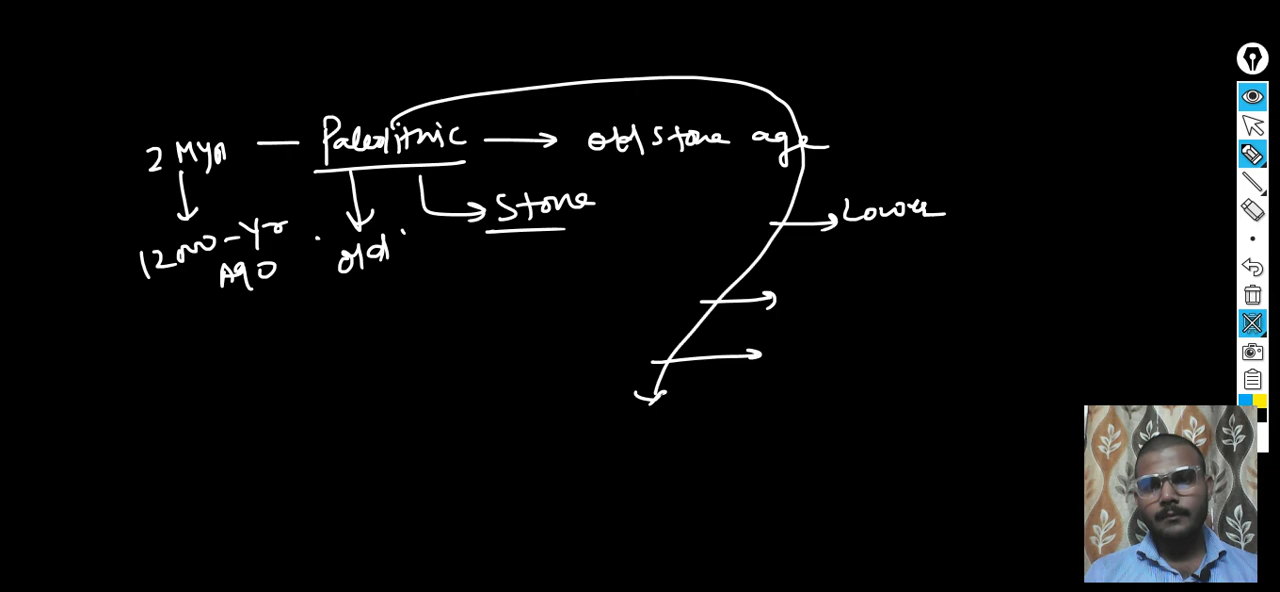 2 MYA — Paleolithic → old stone age
Stone
Lower
12000-Yr
Ago
old